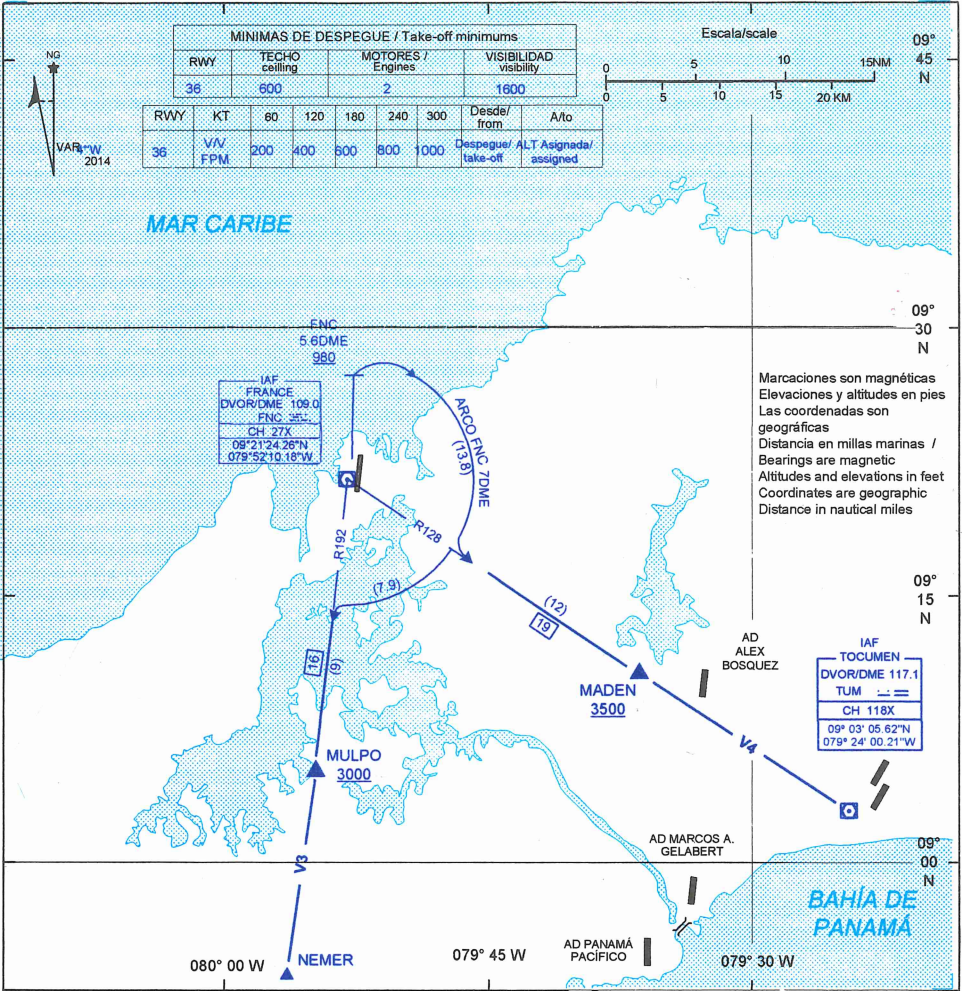 MINIMAS DE DESPEGUE / Take-off minimums
RWY TECHO ceilling MOTORES / Engines VISIBILIDAD visibility
36 600 2 1600
RWY KT 60 120 180 240 300 Desde/ from A/to
36 V/V FPM 200 400 600 800 1000 Despegue/ take-off ALT Asignada/ assigned
Escala/scale
0 5 10 15NM
0 5 10 15 20 KM
09°
45
N
NG
VAR 4°W
2014
MAR CARIBE
09°
30
N
FNC
5.6DME
980
IAF
FRANCE
DVOR/DME 109.0
FNC
CH 27X
09°21'24.26"N
079°52'10.18"W
ARCO FNC 7DME
(13.8)
Marcaciones son magnéticas
Elevaciones y altitudes en pies
Las coordenadas son
geográficas
Distancia en millas marinas /
Bearings are magnetic
Altitudes and elevations in feet
Coordinates are geographic
Distance in nautical miles
R128
R192
(7.9)
09°
15
N
(12)
19
16
(9)
AD
ALEX
BOSQUEZ
IAF
TOCUMEN
DVOR/DME 117.1
TUM
CH 118X
09° 03' 05.62"N
079° 24' 00.21"W
MADEN
3500
V4
MULPO
3000
AD MARCOS A.
GELABERT
09°
00
N
V3
BAHÍA DE
PANAMÁ
AD PANAMÁ
PACÍFICO
NEMER
080° 00 W
079° 45 W
079° 30 W